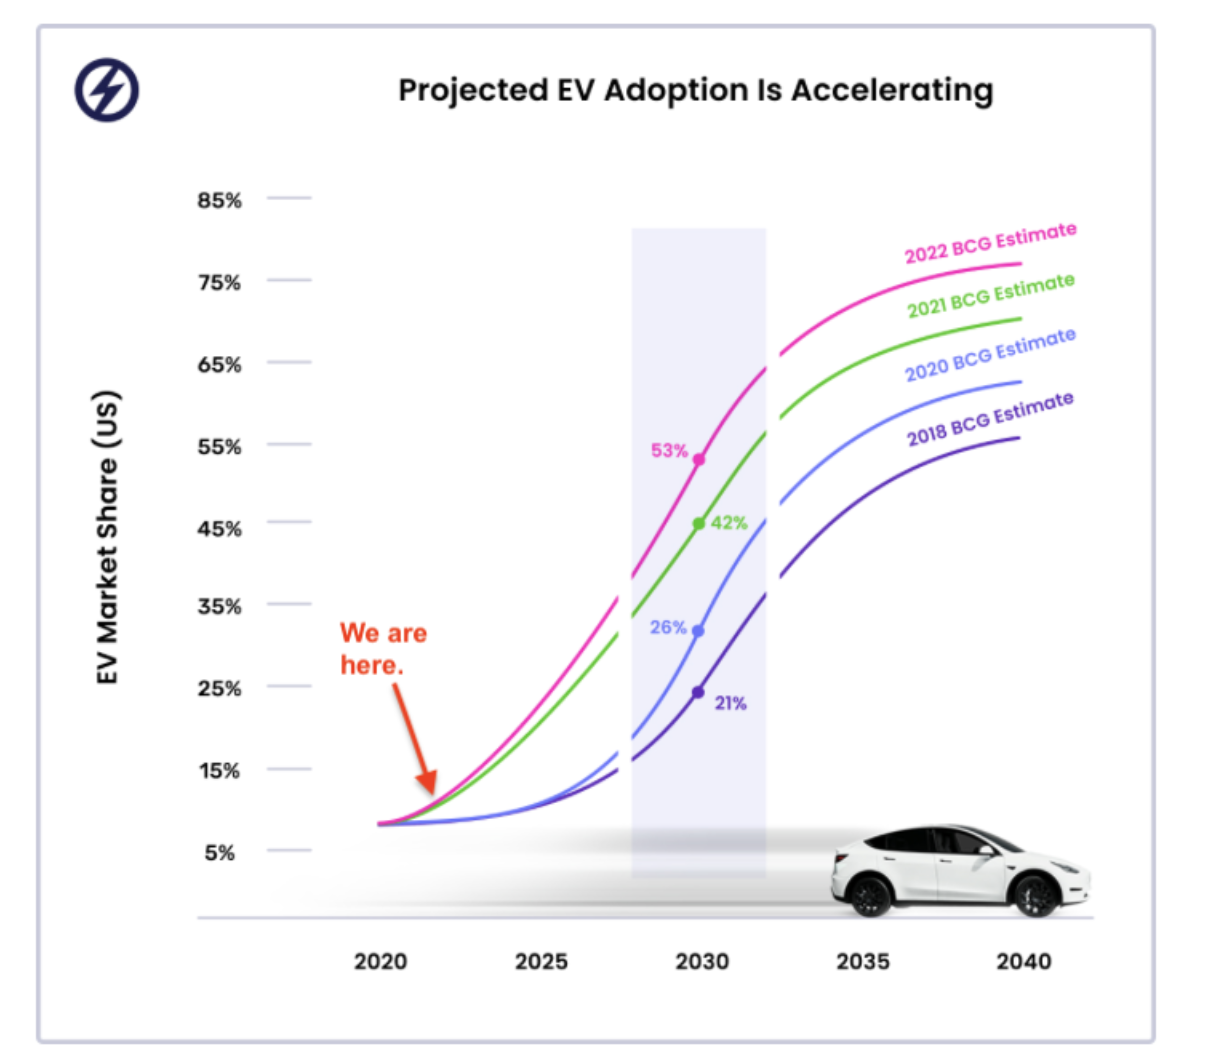 Projected EV Adoption Is Accelerating
85%
75%
65%
55%
45%
35%
25%
15%
5%
EV Market Share (US)
2022 BCG Estimate
2021 BCG Estimate
2020 BCG Estimate
2018 BCG Estimate
53%
42%
26%
21%
We are
here.
2020
2025
2030
2035
2040